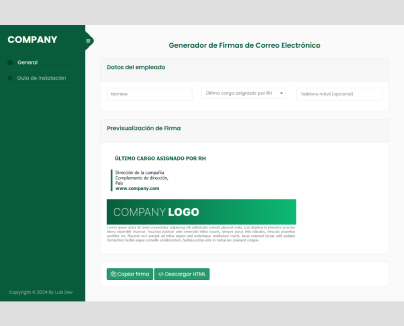 COMPANY
General
Guía de Instalación
Copyright © 2024 By Luis Dev
Generador de Firmas de Correo Electrónico
Datos del empleado
Nombre
Último cargo asignado por RH
Teléfono móvil (opcional)
Previsualización de Firma
ÚLTIMO CARGO ASIGNADO POR RH
Dirección de la compañía
Complemento de dirección,
País
www.company.com
COMPANY LOGO
Copiar firma
Descargar HTML